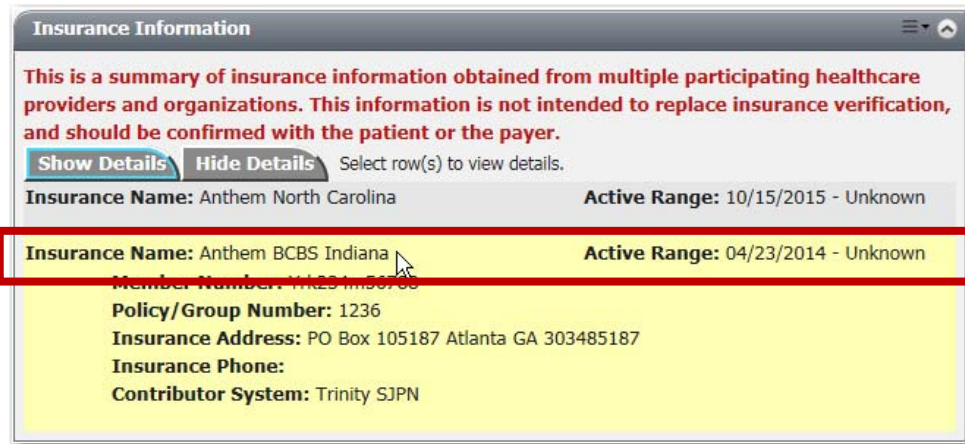 Insurance Information
This is a summary of insurance information obtained from multiple participating healthcare
providers and organizations. This information is not intended to replace insurance verification,
and should be confirmed with the patient or the payer.
Show Details Hide Details Select row(s) to view details.
Insurance Name: Anthem North Carolina Active Range: 10/15/2015 - Unknown
Insurance Name: Anthem BCBS Indiana Active Range: 04/23/2014 - Unknown
Member Number:
Policy/Group Number: 1236
Insurance Address: PO Box 105187 Atlanta GA 303485187
Insurance Phone:
Contributor System: Trinity SJPN